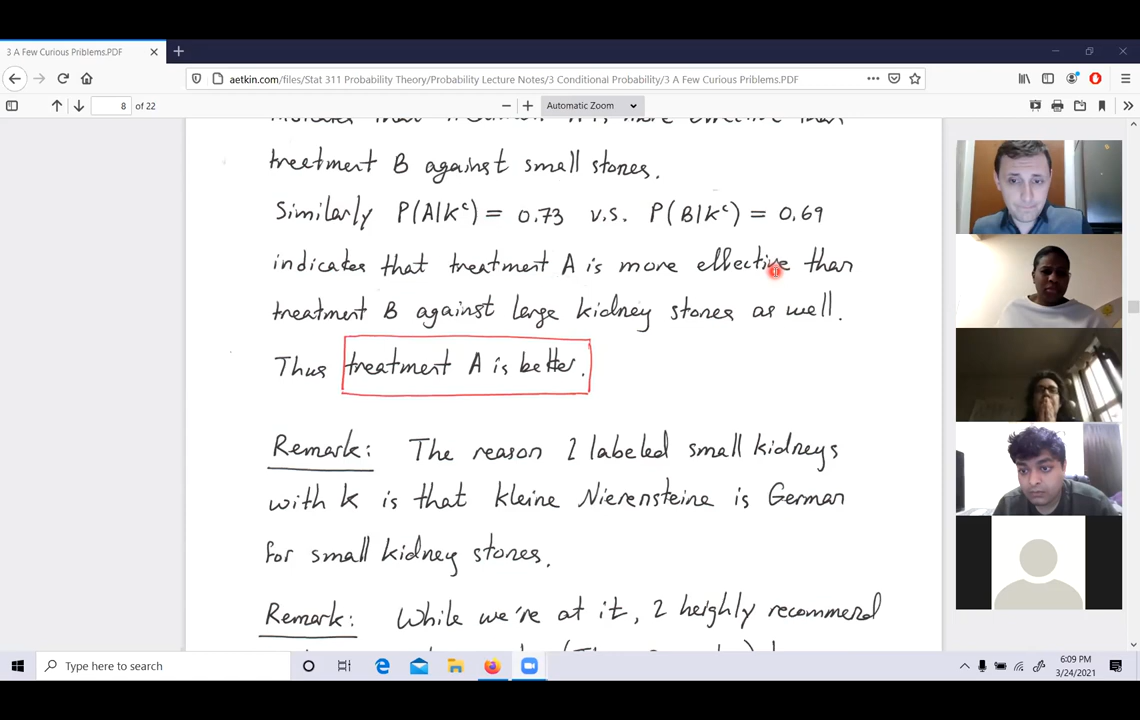 3 A Few Curious Priblems.PDF
aetkin.com/files/Stat 311 Probability Theory/Probability Lecture Notes/3 Conditional Probability/3 A Few Curious Priblems.PDF
8 of 22
Automatic Zoom
treatment B against small stones.
Similarly P(A|K^c) = 0.73 v.s. P(B|K^c) = 0.69
indicates that treatment A is more effective than
treatment B against large kidney stones as well.
Thus treatment A is better.
Remark: The reason I labeled small kidneys
with K is that kleine Nierensteine is German
for small kidney stones.
Remark: While we're at it, I heighly recommend
Type here to search
6:09 PM
3/24/2021